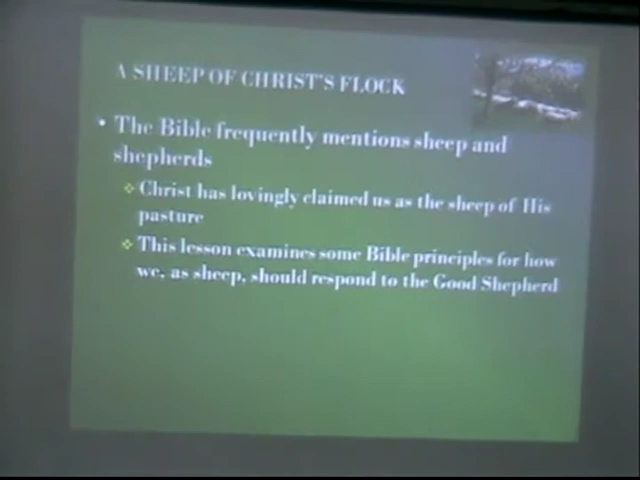 A SHEEP OF CHRIST'S FLOCK
• The Bible frequently mentions sheep and
shepherds
❖ Christ has lovingly claimed us as the sheep of His
pasture
❖ This lesson examines some Bible principles for how
we, as sheep, should respond to the Good Shepherd